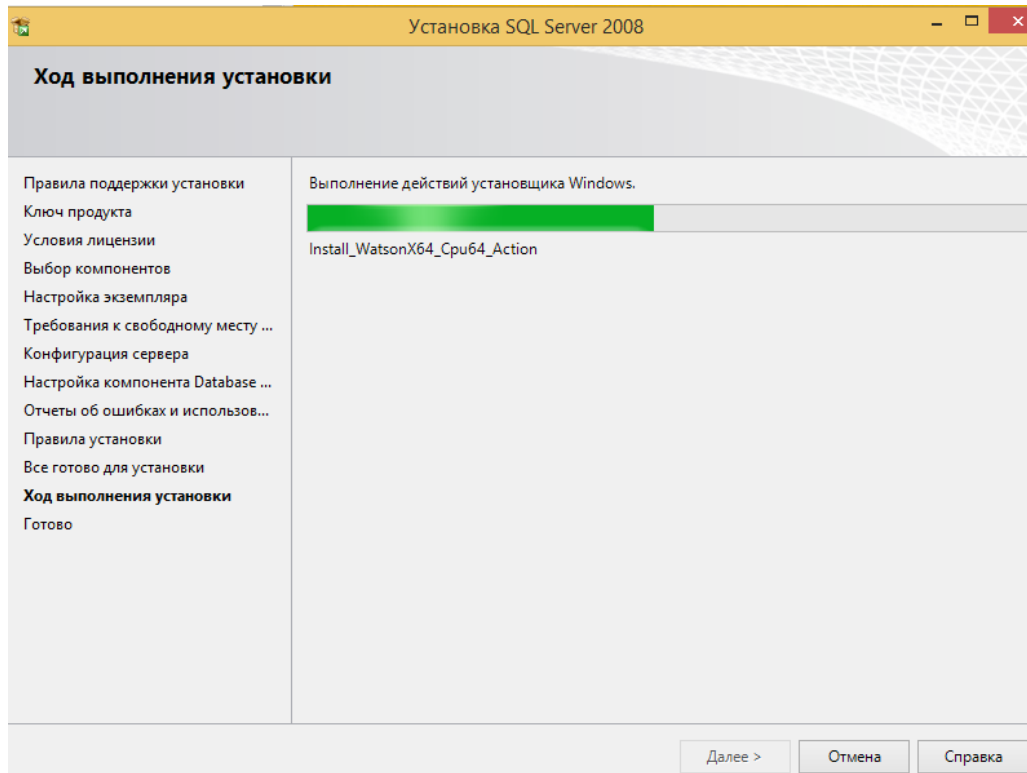 Установка SQL Server 2008
Ход выполнения установки
Правила поддержки установки
Ключ продукта
Условия лицензии
Выбор компонентов
Настройка экземпляра
Требования к свободному месту ...
Конфигурация сервера
Настройка компонента Database ...
Отчеты об ошибках и использов...
Правила установки
Все готово для установки
Ход выполнения установки
Готово
Выполнение действий установщика Windows.
Install_WatsonX64_Cpu64_Action
Далее >
Отмена
Справка